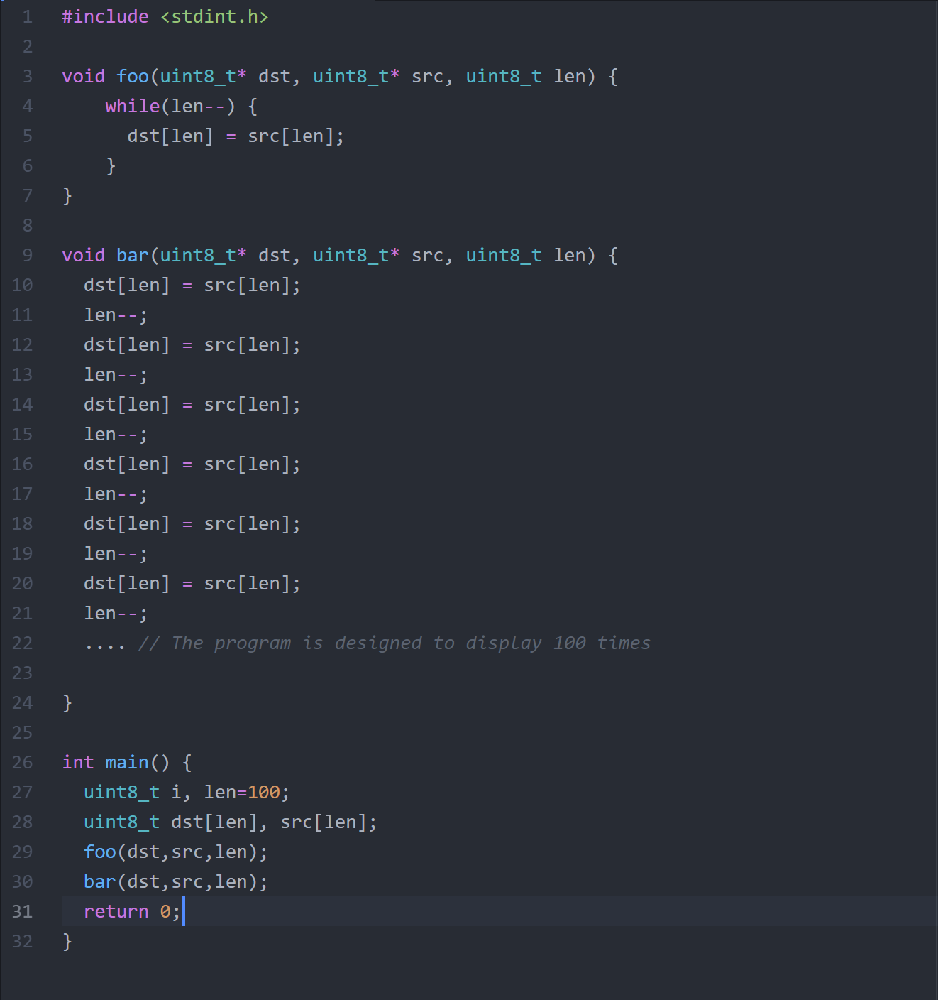 1 #include <stdint.h>
2
3 void foo(uint8_t* dst, uint8_t* src, uint8_t len) {
4     while(len--) {
5       dst[len] = src[len];
6     }
7 }
8
9 void bar(uint8_t* dst, uint8_t* src, uint8_t len) {
10   dst[len] = src[len];
11   len--;
12   dst[len] = src[len];
13   len--;
14   dst[len] = src[len];
15   len--;
16   dst[len] = src[len];
17   len--;
18   dst[len] = src[len];
19   len--;
20   dst[len] = src[len];
21   len--;
22   .... // The program is designed to display 100 times
23
24 }
25
26 int main() {
27   uint8_t i, len=100;
28   uint8_t dst[len], src[len];
29   foo(dst,src,len);
30   bar(dst,src,len);
31   return 0;
32 }